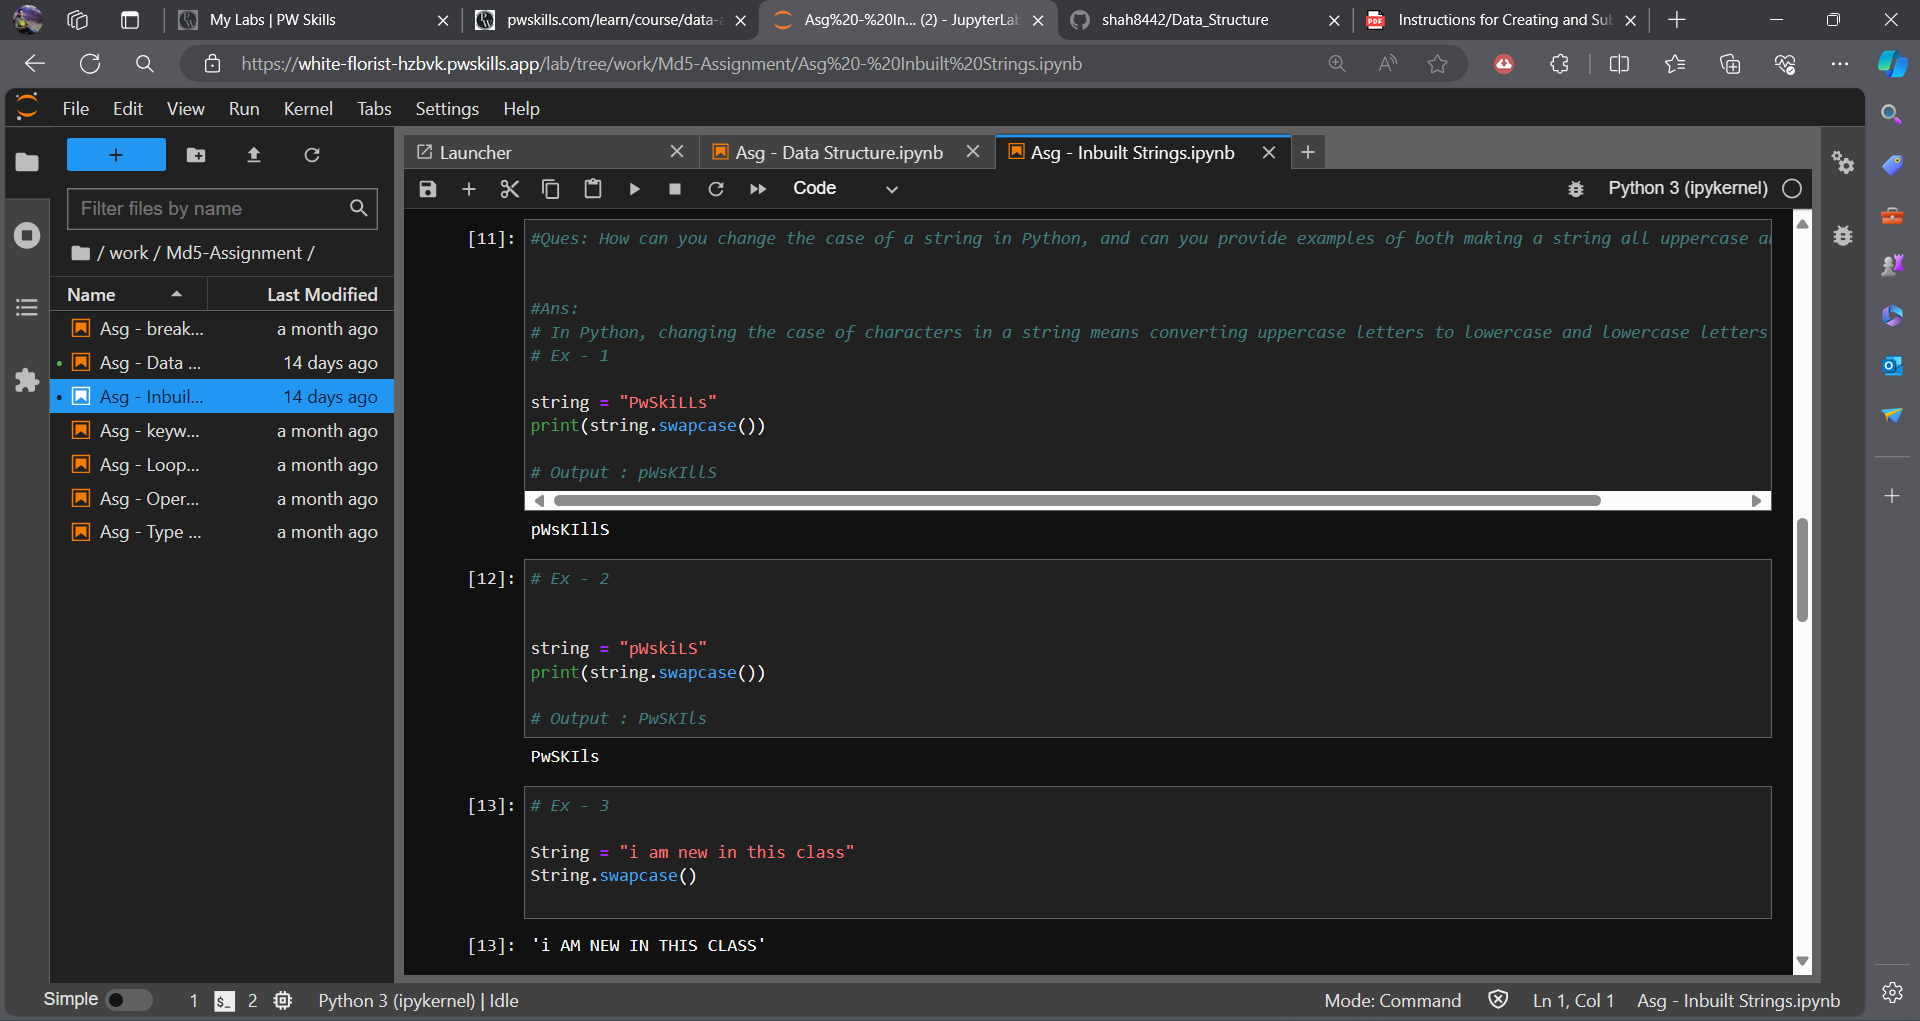 My Labs | PW Skills
pwskills.com/learn/course/data-
Asg%20-%20In... (2) - JupyterLab
shah8442/Data_Structure
Instructions for Creating and Sub
https://white-florist-hzbvk.pwskills.app/lab/tree/work/Md5-Assignment/Asg%20-%20Inbuilt%20Strings.ipynb
File Edit View Run Kernel Tabs Settings Help
Launcher
Asg - Data Structure.ipynb
Asg - Inbuilt Strings.ipynb
Code
Python 3 (ipykernel)
Filter files by name
/ work / Md5-Assignment /
Name Last Modified
Asg - break... a month ago
Asg - Data ... 14 days ago
Asg - Inbuil... 14 days ago
Asg - keyw... a month ago
Asg - Loop... a month ago
Asg - Oper... a month ago
Asg - Type ... a month ago
[11]: #Ques: How can you change the case of a string in Python, and can you provide examples of both making a string all uppercase a
#Ans:
# In Python, changing the case of characters in a string means converting uppercase letters to lowercase and lowercase letters
# Ex - 1
string = "PwSkiLLs"
print(string.swapcase())
# Output : pWsKIllS
pWsKIllS
[12]: # Ex - 2
string = "pWskiLS"
print(string.swapcase())
# Output : PwSKIls
PwSKIls
[13]: # Ex - 3
String = "i am new in this class"
String.swapcase()
[13]: 'i AM NEW IN THIS CLASS'
Simple 1 2 Python 3 (ipykernel) | Idle
Mode: Command Ln 1, Col 1 Asg - Inbuilt Strings.ipynb